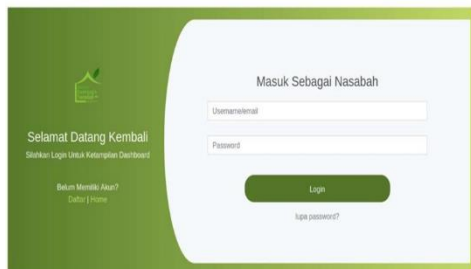 Selamat Datang Kembali
Silahkan Login Untuk Ketampilan Dashboard
Belum Memiliki Akun?
Daftar | Home
Masuk Sebagai Nasabah
Username/email
Password
Login
lupa password?